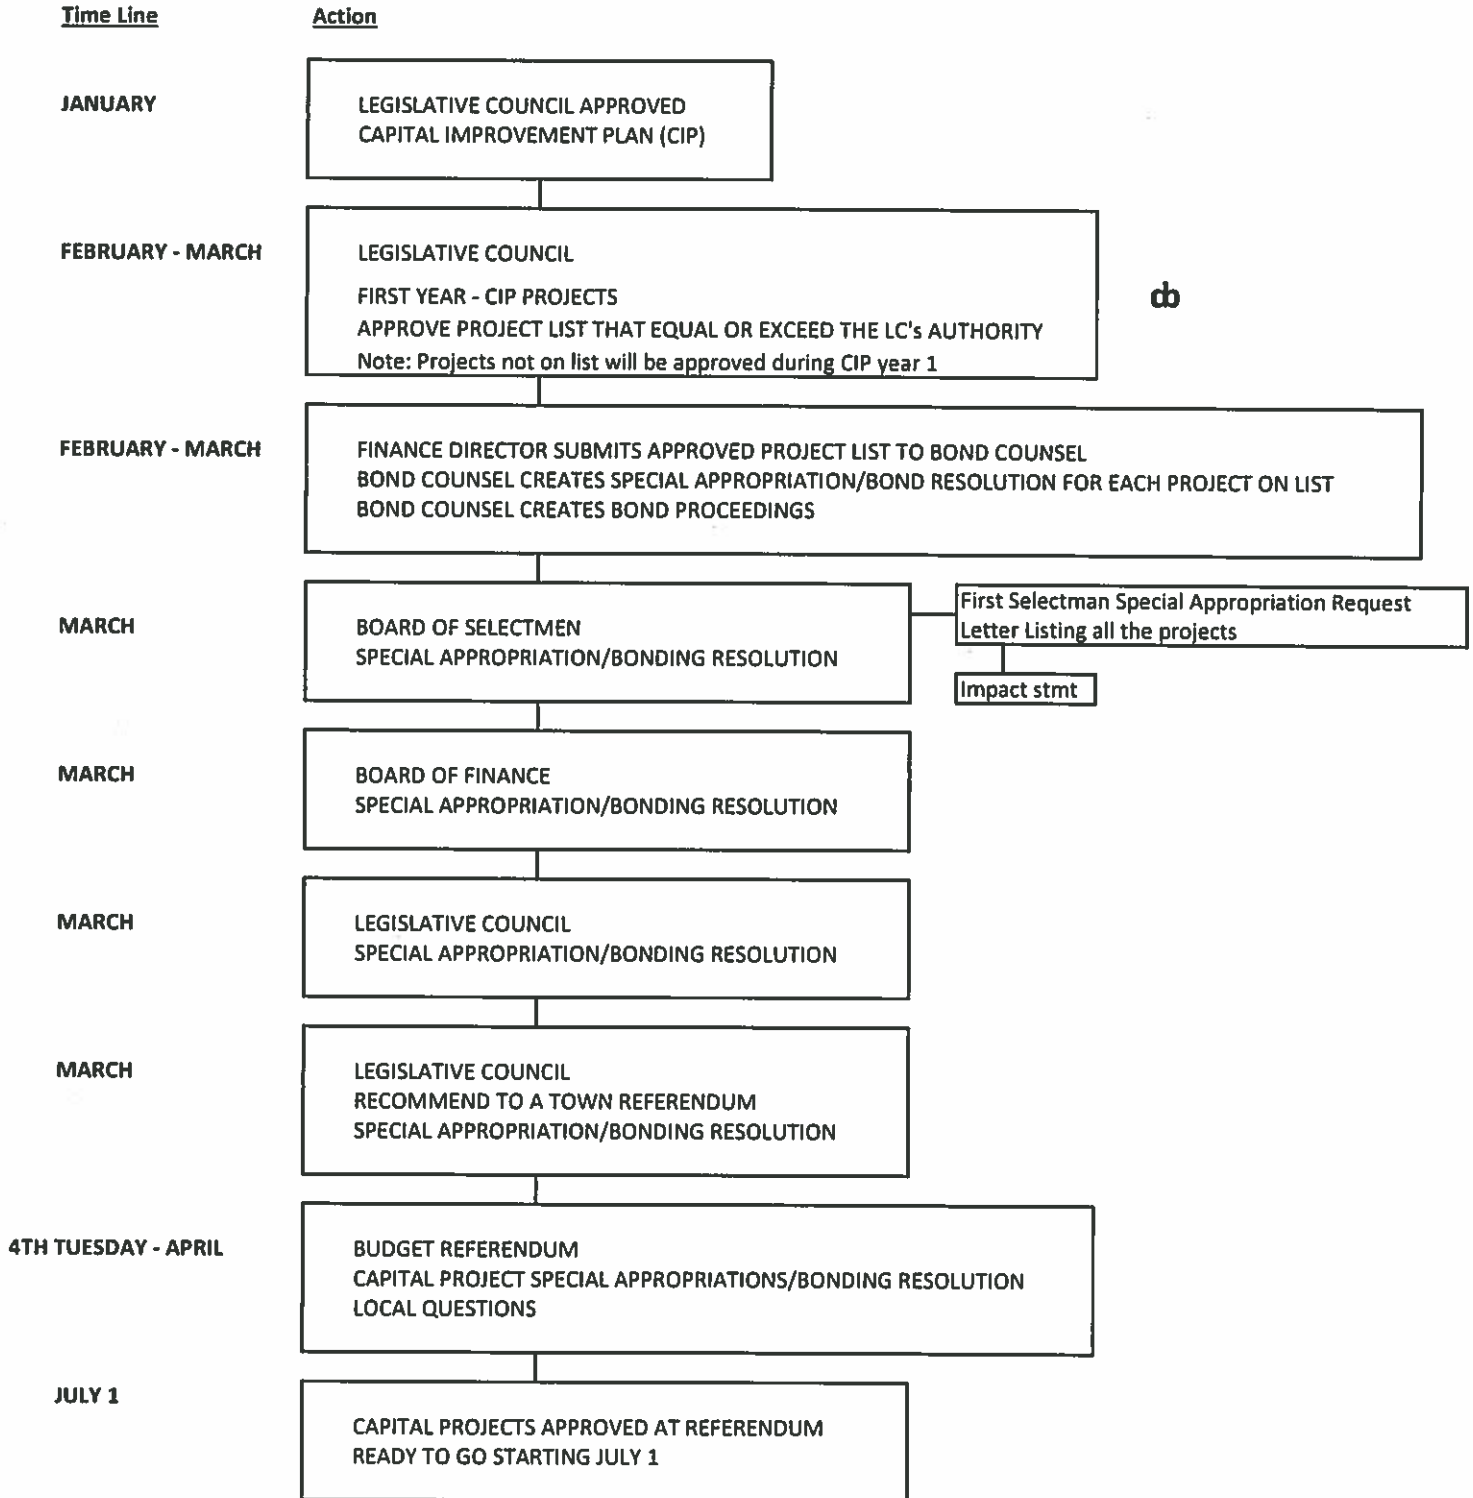 Time Line Action
JANUARY
LEGISLATIVE COUNCIL APPROVED
CAPITAL IMPROVEMENT PLAN (CIP)
FEBRUARY - MARCH
LEGISLATIVE COUNCIL
FIRST YEAR - CIP PROJECTS
APPROVE PROJECT LIST THAT EQUAL OR EXCEED THE LC's AUTHORITY
Note: Projects not on list will be approved during CIP year 1
db
FEBRUARY - MARCH
FINANCE DIRECTOR SUBMITS APPROVED PROJECT LIST TO BOND COUNSEL
BOND COUNSEL CREATES SPECIAL APPROPRIATION/BOND RESOLUTION FOR EACH PROJECT ON LIST
BOND COUNSEL CREATES BOND PROCEEDINGS
MARCH
BOARD OF SELECTMEN
SPECIAL APPROPRIATION/BONDING RESOLUTION
First Selectman Special Appropriation Request
Letter Listing all the projects
Impact stmt
MARCH
BOARD OF FINANCE
SPECIAL APPROPRIATION/BONDING RESOLUTION
MARCH
LEGISLATIVE COUNCIL
SPECIAL APPROPRIATION/BONDING RESOLUTION
MARCH
LEGISLATIVE COUNCIL
RECOMMEND TO A TOWN REFERENDUM
SPECIAL APPROPRIATION/BONDING RESOLUTION
4TH TUESDAY - APRIL
BUDGET REFERENDUM
CAPITAL PROJECT SPECIAL APPROPRIATIONS/BONDING RESOLUTION
LOCAL QUESTIONS
JULY 1
CAPITAL PROJECTS APPROVED AT REFERENDUM
READY TO GO STARTING JULY 1